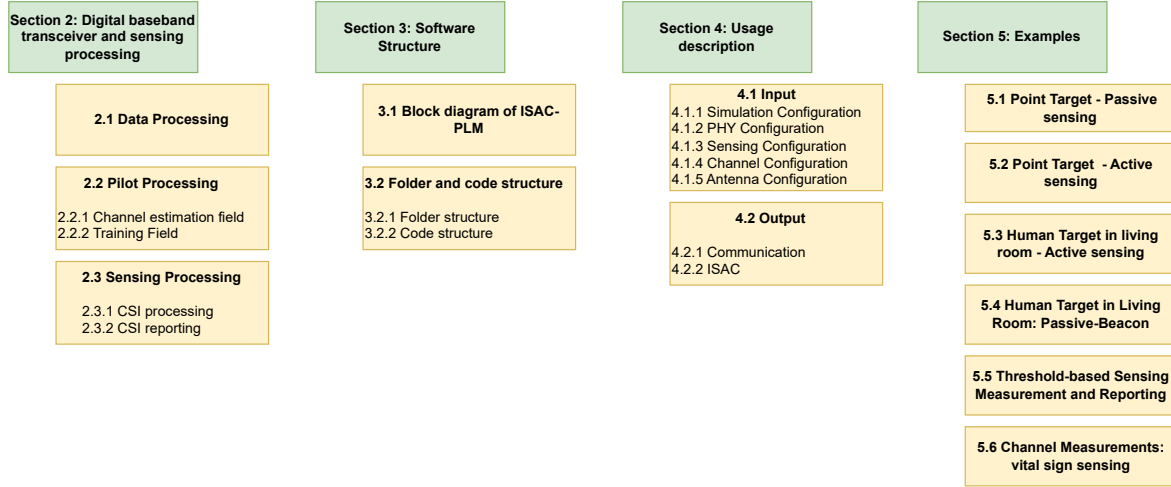 Section 2: Digital baseband
transceiver and sensing
processing
2.1 Data Processing
2.2 Pilot Processing
2.2.1 Channel estimation field
2.2.2 Training Field
2.3 Sensing Processing
2.3.1 CSI processing
2.3.2 CSI reporting
Section 3: Software
Structure
3.1 Block diagram of ISAC-
PLM
3.2 Folder and code structure
3.2.1 Folder structure
3.2.2 Code structure
Section 4: Usage
description
4.1 Input
4.1.1 Simulation Configuration
4.1.2 PHY Configuration
4.1.3 Sensing Configuration
4.1.4 Channel Configuration
4.1.5 Antenna Configuration
4.2 Output
4.2.1 Communication
4.2.2 ISAC
Section 5: Examples
5.1 Point Target - Passive
sensing
5.2 Point Target - Active
sensing
5.3 Human Target in living
room - Active sensing
5.4 Human Target in Living
Room: Passive-Beacon
5.5 Threshold-based Sensing
Measurement and Reporting
5.6 Channel Measurements:
vital sign sensing